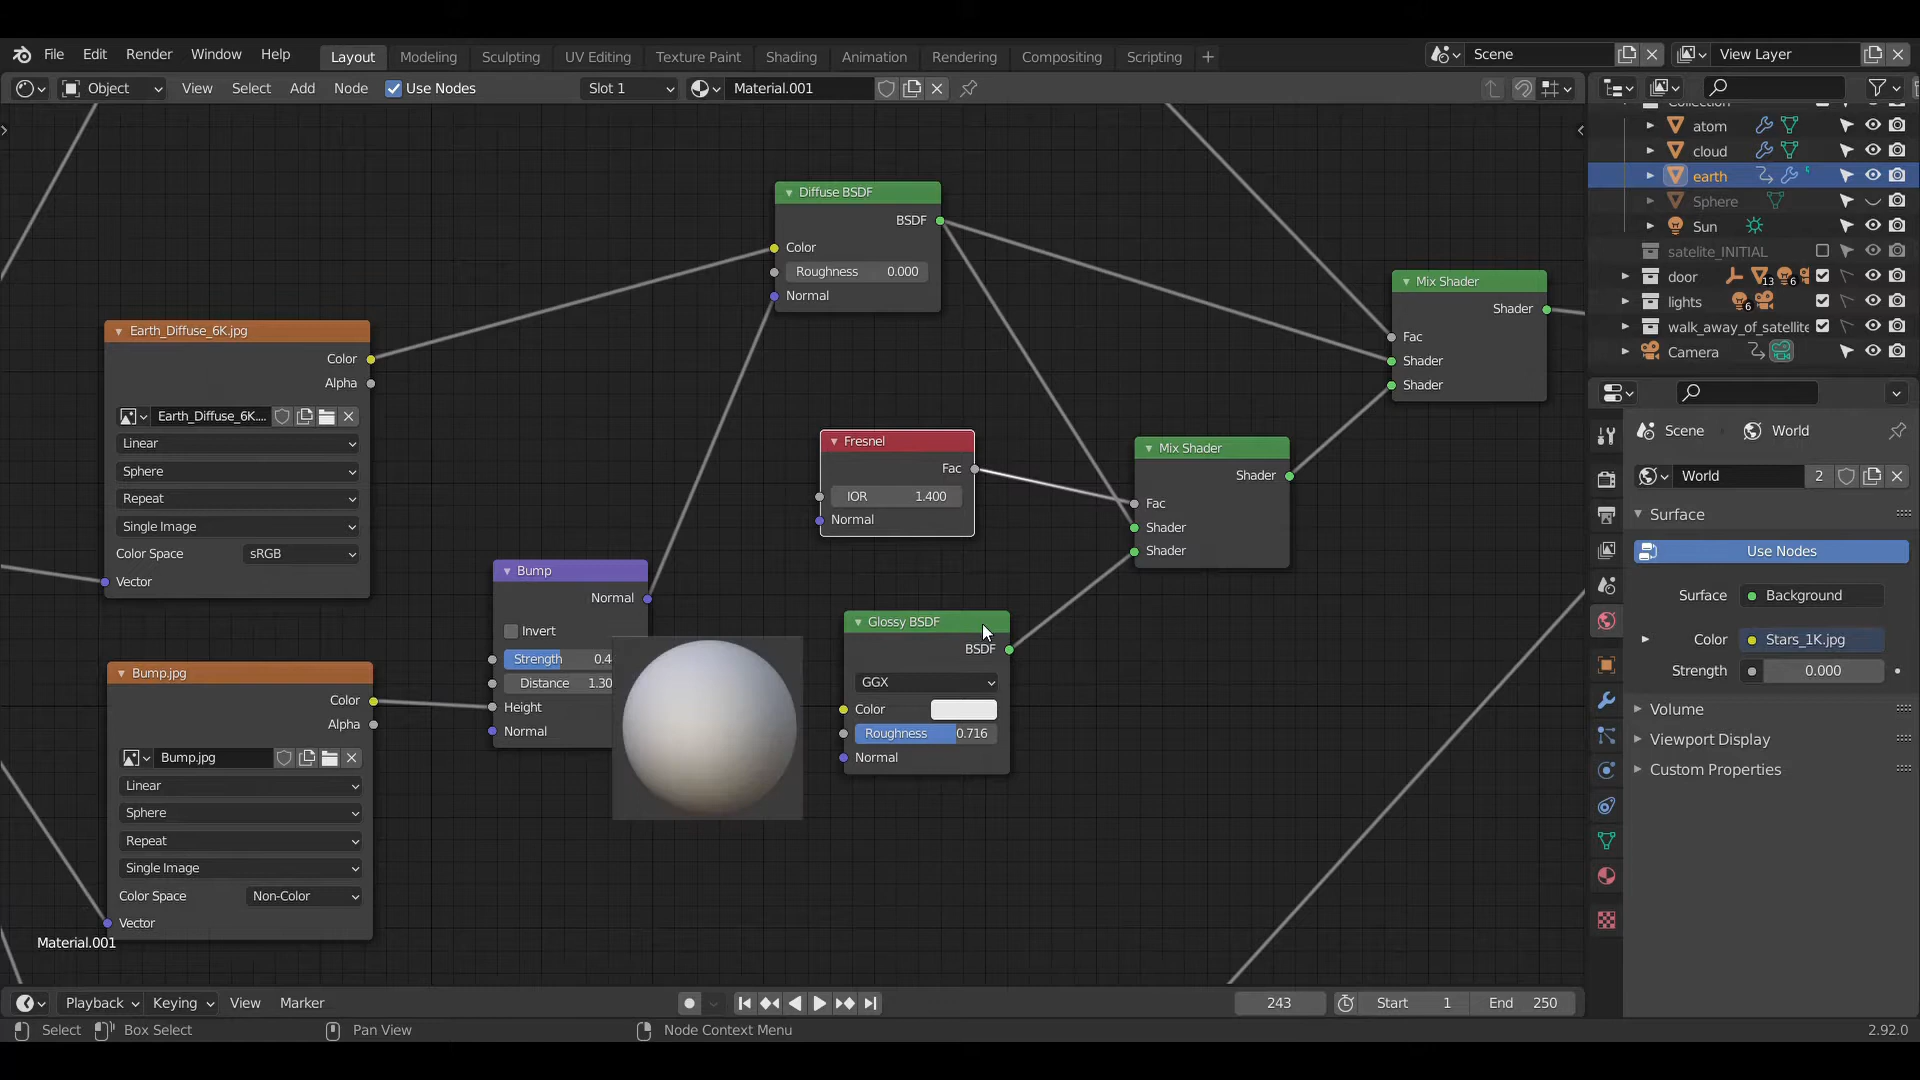 File Edit Render Window Help Layout Modeling Sculpting UV Editing Texture Paint Shading Animation Rendering Compositing Scripting + Scene View Layer
Object View Select Add Node Use Nodes Slot 1 Material.001
Collection
atom
cloud
earth
Sphere
Sun
satelite_INITIAL
door 13 6
lights 6
walk_away_of_satellite
Camera
Scene World
World 2
Surface
Use Nodes
Surface Background
Color Stars_1K.jpg
Strength 0.000
Volume
Viewport Display
Custom Properties
Diffuse BSDF
BSDF
Color
Roughness 0.000
Normal
Mix Shader
Shader
Fac
Shader
Shader
Earth_Diffuse_6K.jpg
Color
Alpha
Earth_Diffuse_6K....
Linear
Sphere
Repeat
Single Image
Color Space sRGB
Vector
Fresnel
Fac
IOR 1.400
Normal
Mix Shader
Shader
Fac
Shader
Shader
Bump
Normal
Invert
Strength 0.4
Distance 1.30
Height
Normal
Glossy BSDF
BSDF
GGX
Color
Roughness 0.716
Normal
Bump.jpg
Color
Alpha
Bump.jpg
Linear
Sphere
Repeat
Single Image
Color Space Non-Color
Vector
Material.001
Playback Keying View Marker 243 Start 1 End 250
Select Box Select Pan View Node Context Menu 2.92.0